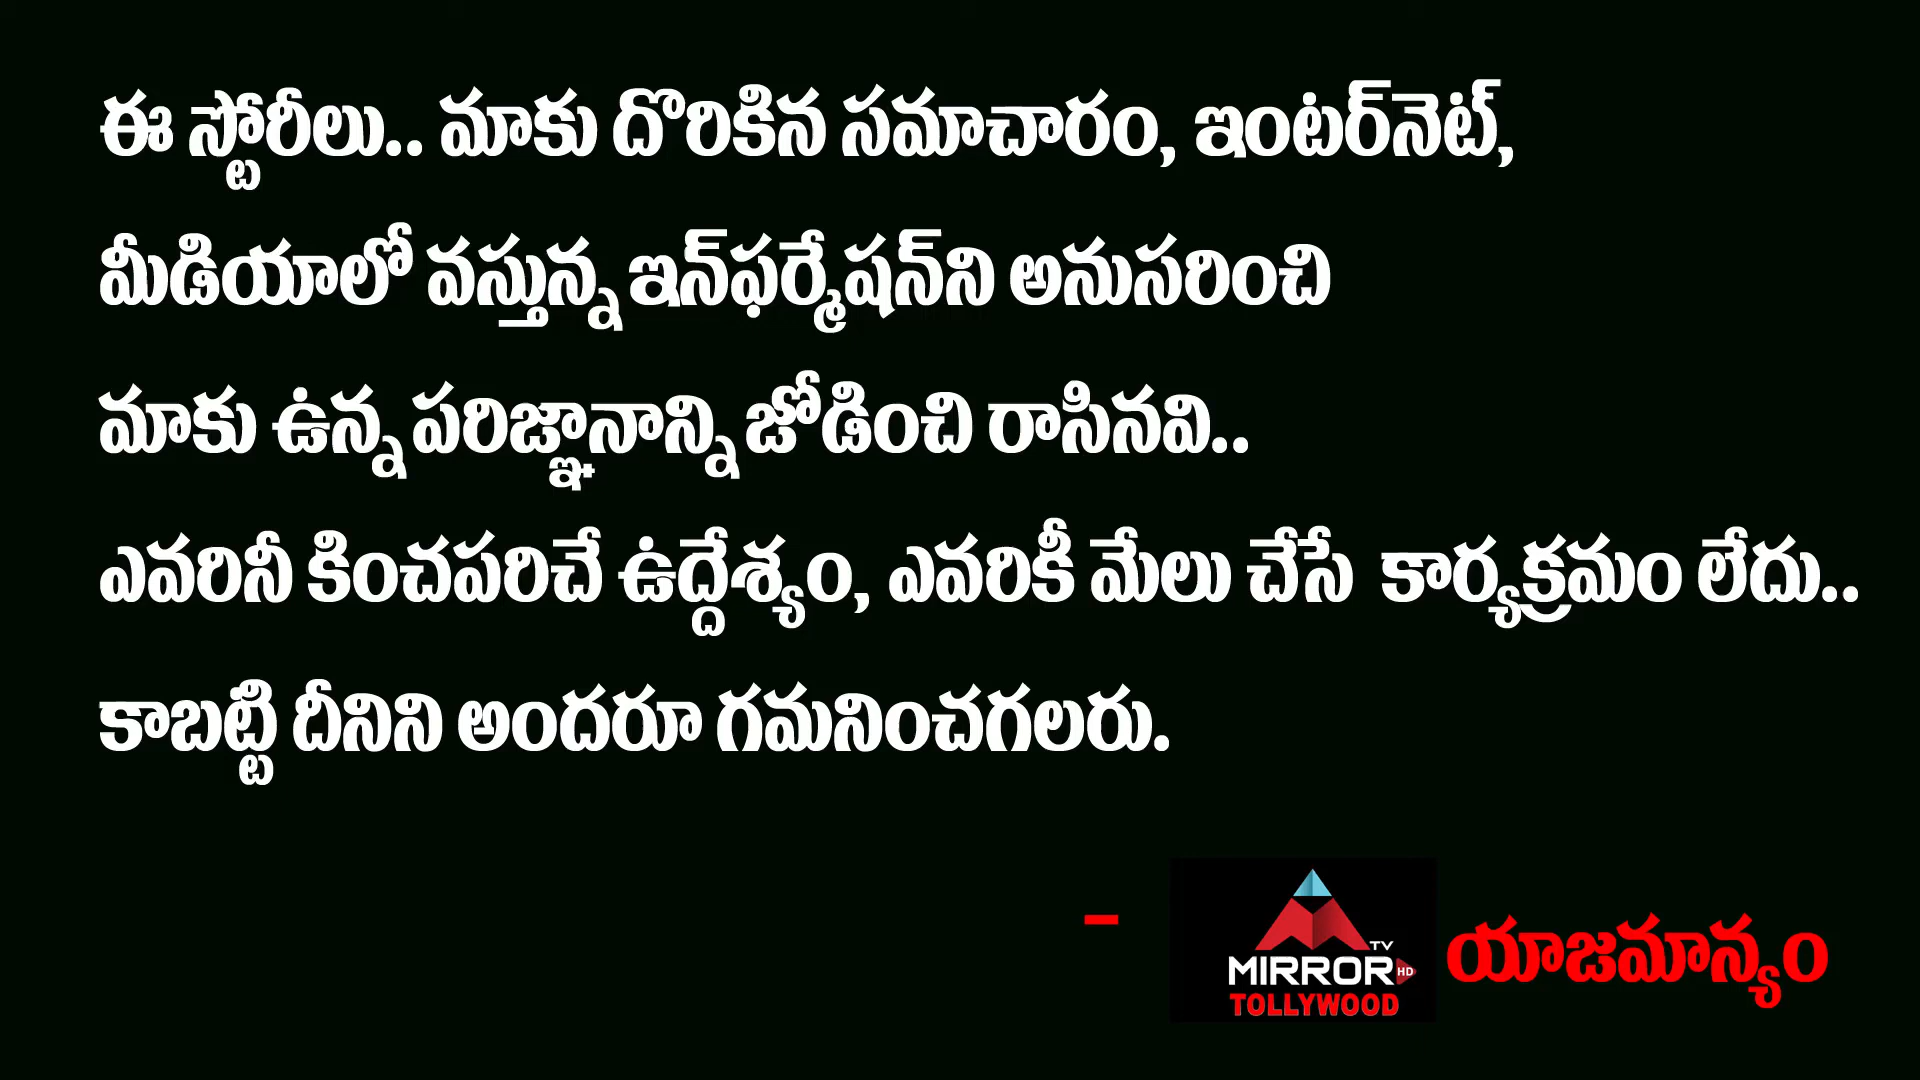 ఈ స్టోరీలు.. మాకు దొరికిన సమాచారం, ఇంటర్‌నెట్,
మీడియాలో వస్తున్న ఇన్‌ఫర్మేషన్‌ని అనుసరించి
మాకు ఉన్న పరిజ్ఞానాన్ని జోడించి రాసినవి..
ఎవరినీ కించపరిచే ఉద్దేశ్యం, ఎవరికీ మేలు చేసే కార్యక్రమం లేదు..
కాబట్టి దీనిని అందరూ గమనించగలరు.
- MIRROR TV HD TOLLYWOOD యాజమాన్యం